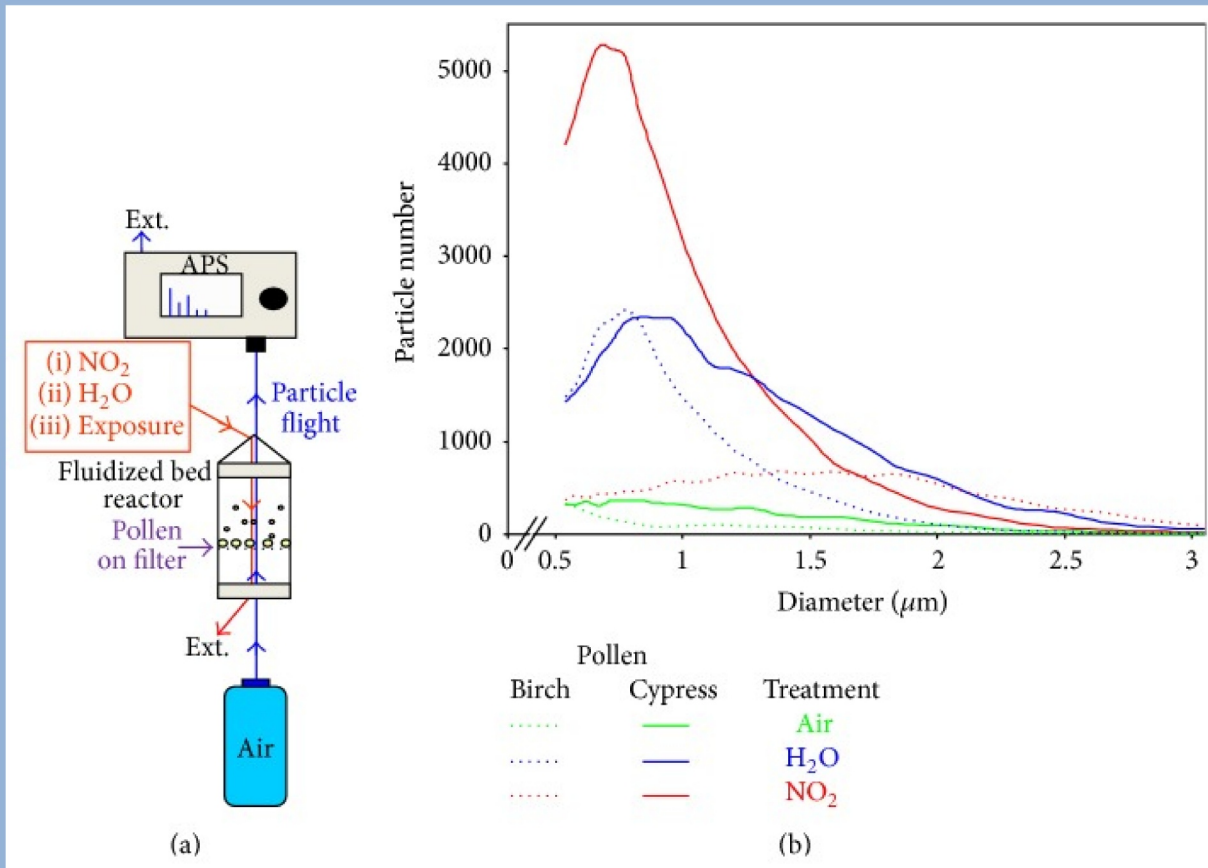 Ext.
APS
(i) NO₂
(ii) H₂O
(iii) Exposure
Particle
flight
Fluidized bed
reactor
Pollen
on filter
Ext.
Air
(a)
Particle number
5000
4000
3000
2000
1000
0
0 0.5 1 1.5 2 2.5 3
Diameter (μm)
Pollen
Birch Cypress Treatment
Air
H₂O
NO₂
(b)